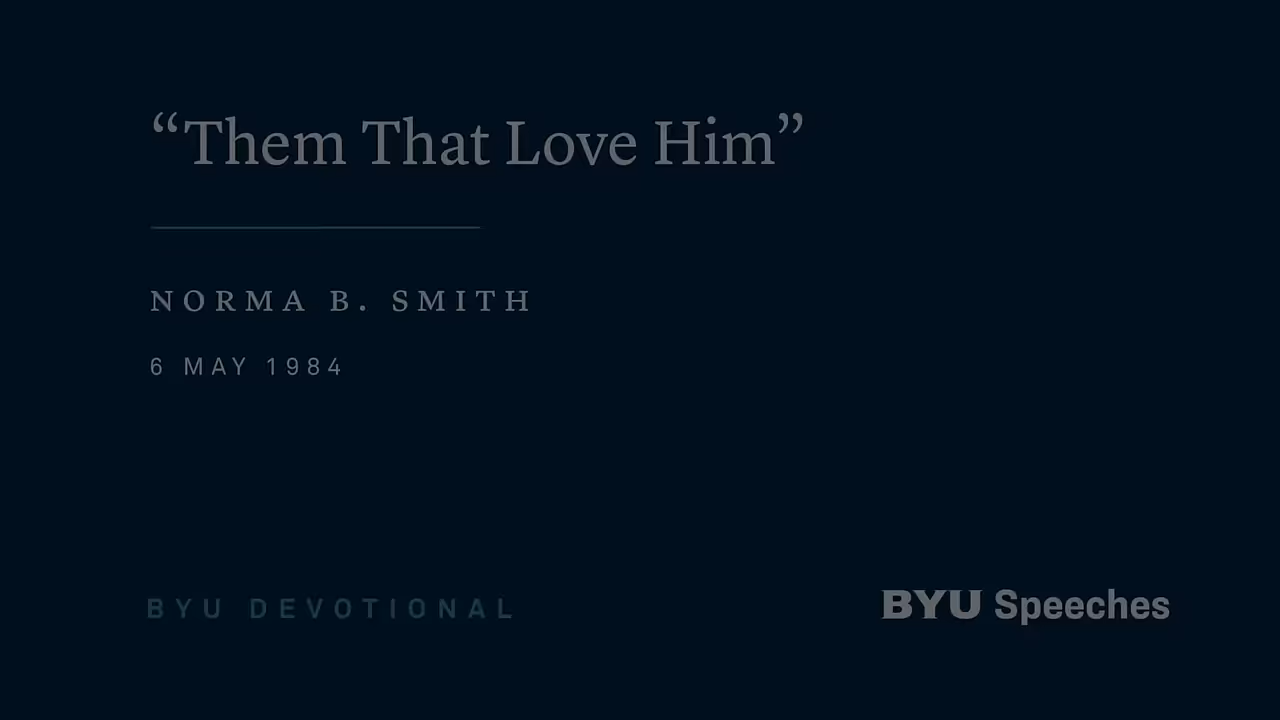 “Them That Love Him”
NORMA B. SMITH
6 MAY 1984
BYU DEVOTIONAL
BYU Speeches